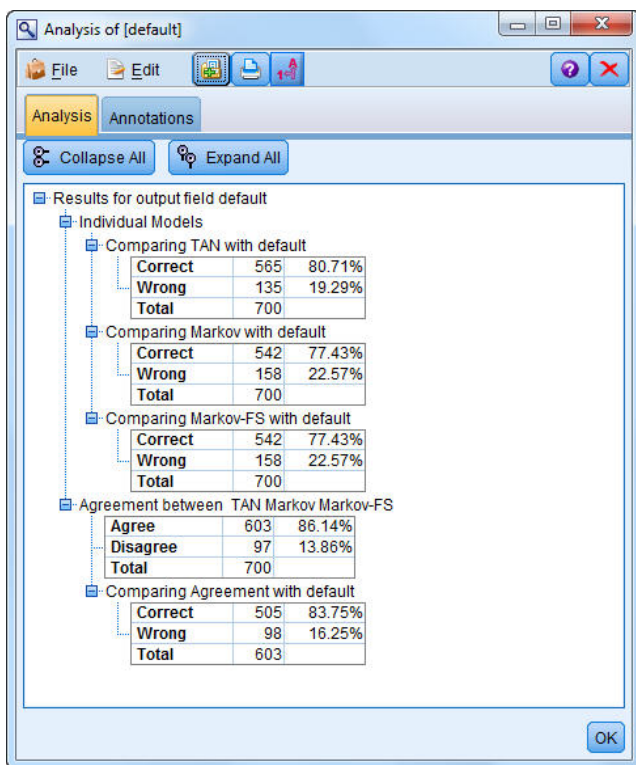 Analysis of [default]
File Edit
Analysis Annotations
Collapse All Expand All
Results for output field default
Individual Models
Comparing TAN with default
Correct 565 80.71%
Wrong 135 19.29%
Total 700
Comparing Markov with default
Correct 542 77.43%
Wrong 158 22.57%
Total 700
Comparing Markov-FS with default
Correct 542 77.43%
Wrong 158 22.57%
Total 700
Agreement between TAN Markov Markov-FS
Agree 603 86.14%
Disagree 97 13.86%
Total 700
Comparing Agreement with default
Correct 505 83.75%
Wrong 98 16.25%
Total 603
OK